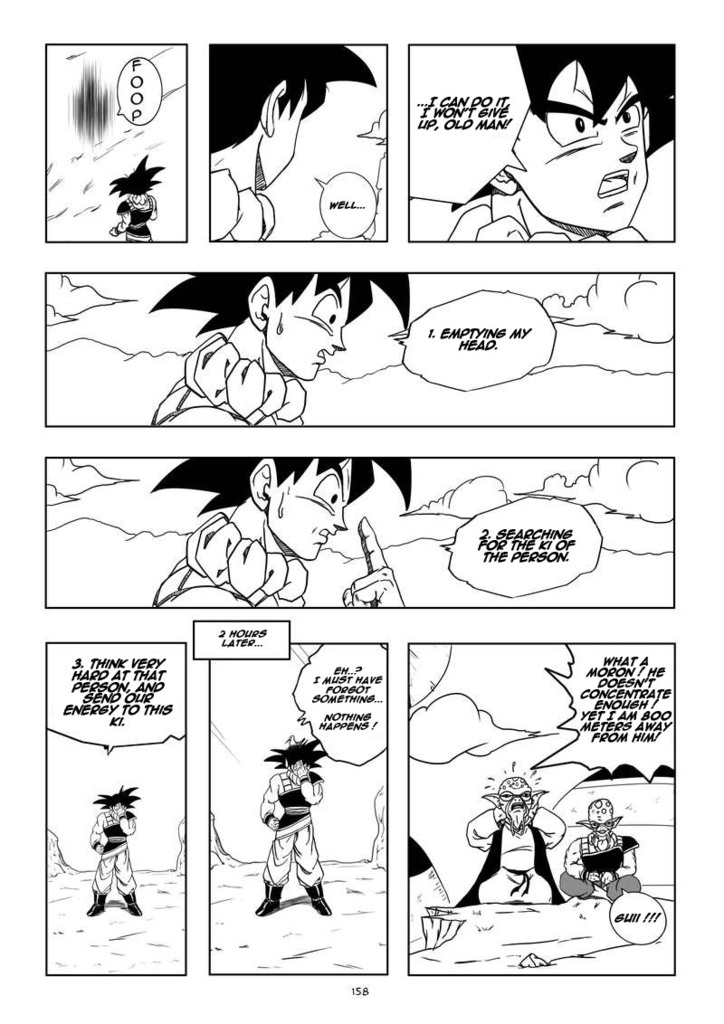 F
O
O
P
WELL...
...I CAN DO IT,
I WON'T GIVE
UP, OLD MAN!
1. EMPTYING MY
HEAD.
2. SEARCHING
FOR THE KI OF
THE PERSON.
3. THINK VERY
HARD AT THAT
PERSON, AND
SEND OUR
ENERGY TO THIS
KI.
2 HOURS
LATER...
EH..?
I MUST HAVE
FORGOT
SOMETHING...
NOTHING
HAPPENS !
WHAT A
MORON ! HE
DOESN'T
CONCENTRATE
ENOUGH !
YET I AM 800
METERS AWAY
FROM HIM!
GUII !!!
158